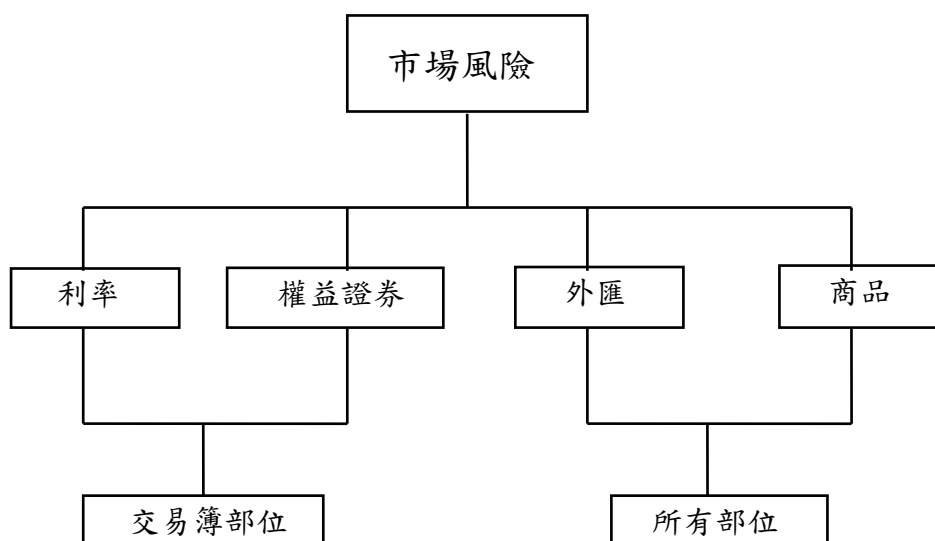 市場風險
利率
權益證券
外匯
商品
交易簿部位
所有部位